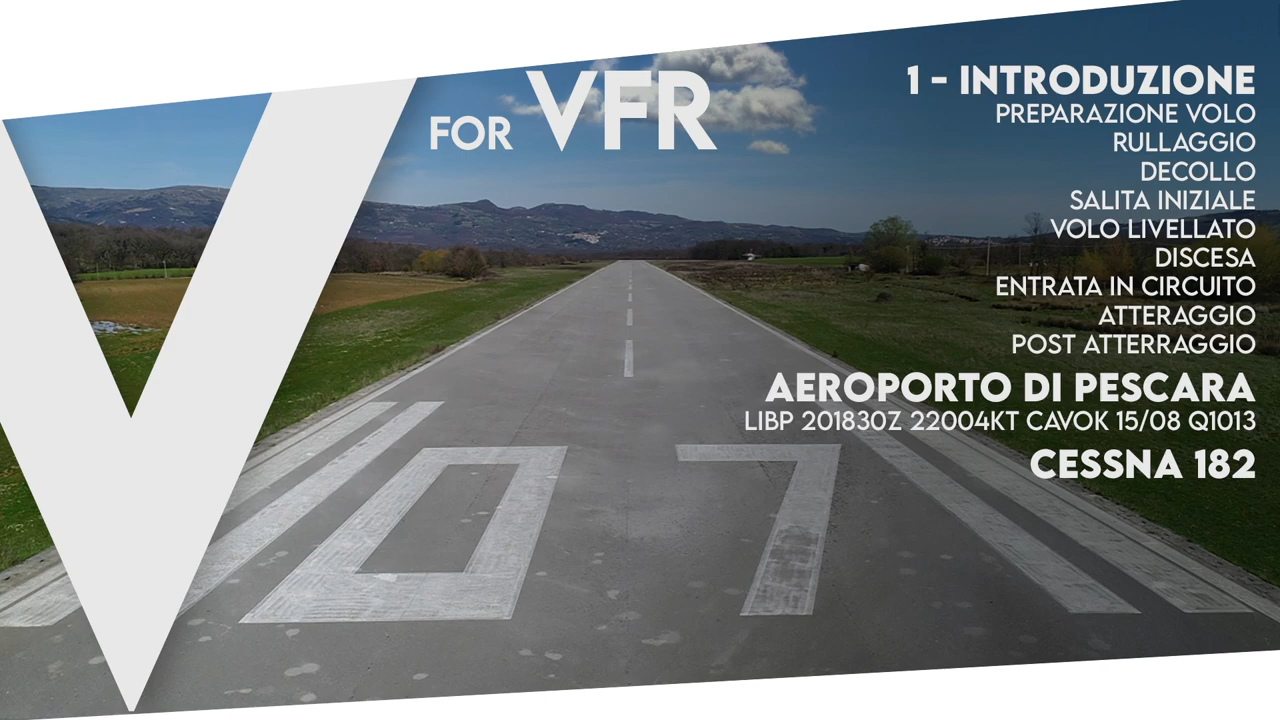 V FOR VFR
1 - INTRODUZIONE
PREPARAZIONE VOLO
RULLAGGIO
DECOLLO
SALITA INIZIALE
VOLO LIVELLATO
DISCESA
ENTRATA IN CIRCUITO
ATTERAGGIO
POST ATTERRAGGIO
AEROPORTO DI PESCARA
LIBP 201830Z 22004KT CAVOK 15/08 Q1013
CESSNA 182
07